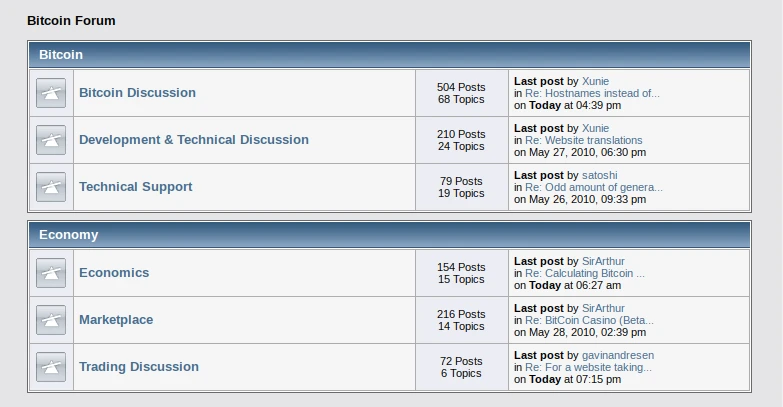 Bitcoin Forum
Bitcoin
Bitcoin Discussion
504 Posts
68 Topics
Last post by Xunie
in Re: Hostnames instead of...
on Today at 04:39 pm
Development & Technical Discussion
210 Posts
24 Topics
Last post by Xunie
in Re: Website translations
on May 27, 2010, 06:30 pm
Technical Support
79 Posts
19 Topics
Last post by satoshi
in Re: Odd amount of genera...
on May 26, 2010, 09:33 pm
Economy
Economics
154 Posts
15 Topics
Last post by SirArthur
in Re: Calculating Bitcoin ...
on Today at 06:27 am
Marketplace
216 Posts
14 Topics
Last post by SirArthur
in Re: BitCoin Casino (Beta...
on May 28, 2010, 02:39 pm
Trading Discussion
72 Posts
6 Topics
Last post by gavinandresen
in Re: For a website taking...
on Today at 07:15 pm